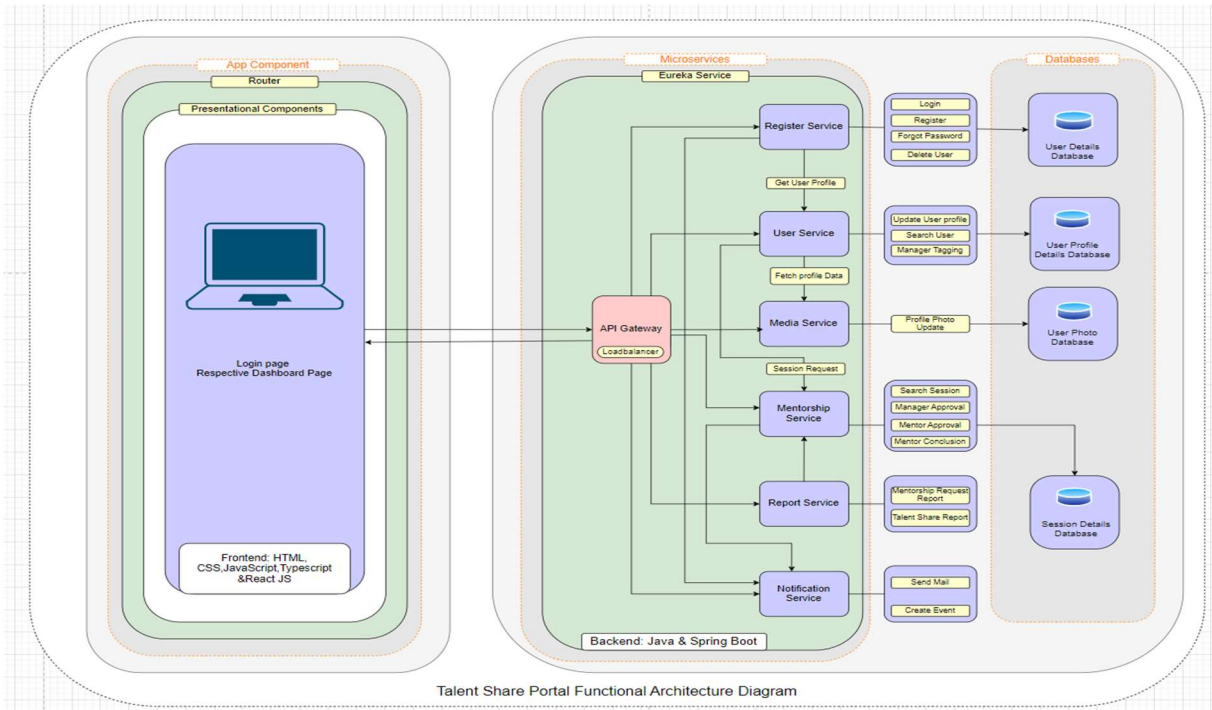 App Component
Router
Presentational Components
Login page
Respective Dashboard Page
Frontend: HTML,
CSS,JavaScript,Typescript
&React JS
Microservices
Eureka Service
API Gateway
Loadbalancer
Register Service
Get User Profile
User Service
Fetch profile Data
Media Service
Session Request
Mentorship
Service
Report Service
Notification
Service
Backend: Java & Spring Boot
Login
Register
Forgot Password
Delete User
Update User profile
Search User
Manager Tagging
Profile Photo
Update
Search Session
Manager Approval
Mentor Approval
Mentor Conclusion
Mentorship Request
Report
Talent Share Report
Send Mail
Create Event
Databases
User Details
Database
User Profile
Details Database
User Photo
Database
Session Details
Database
Talent Share Portal Functional Architecture Diagram